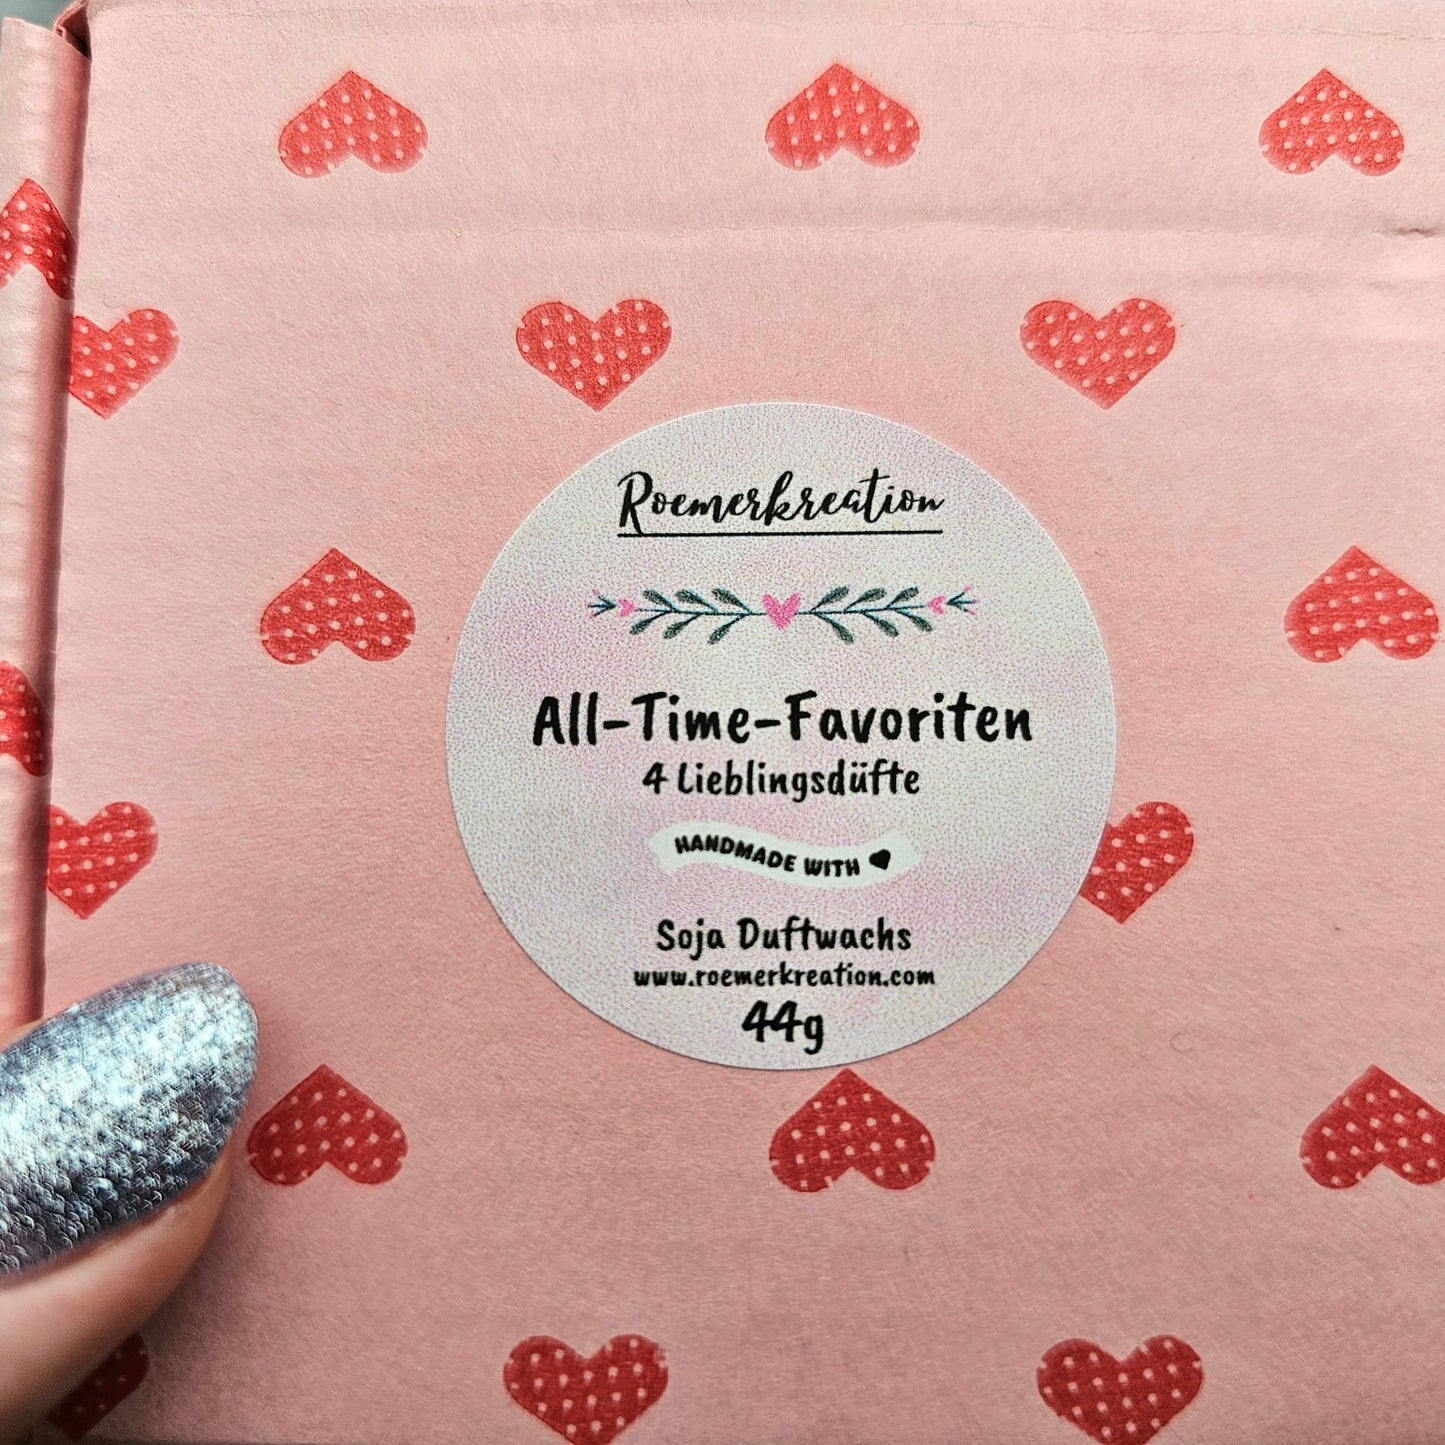 Roemerkreation
All-Time-Favoriten
4 Lieblingsdüfte
HANDMADE WITH
Soja Duftwachs
www.roemerkreation.com
44g